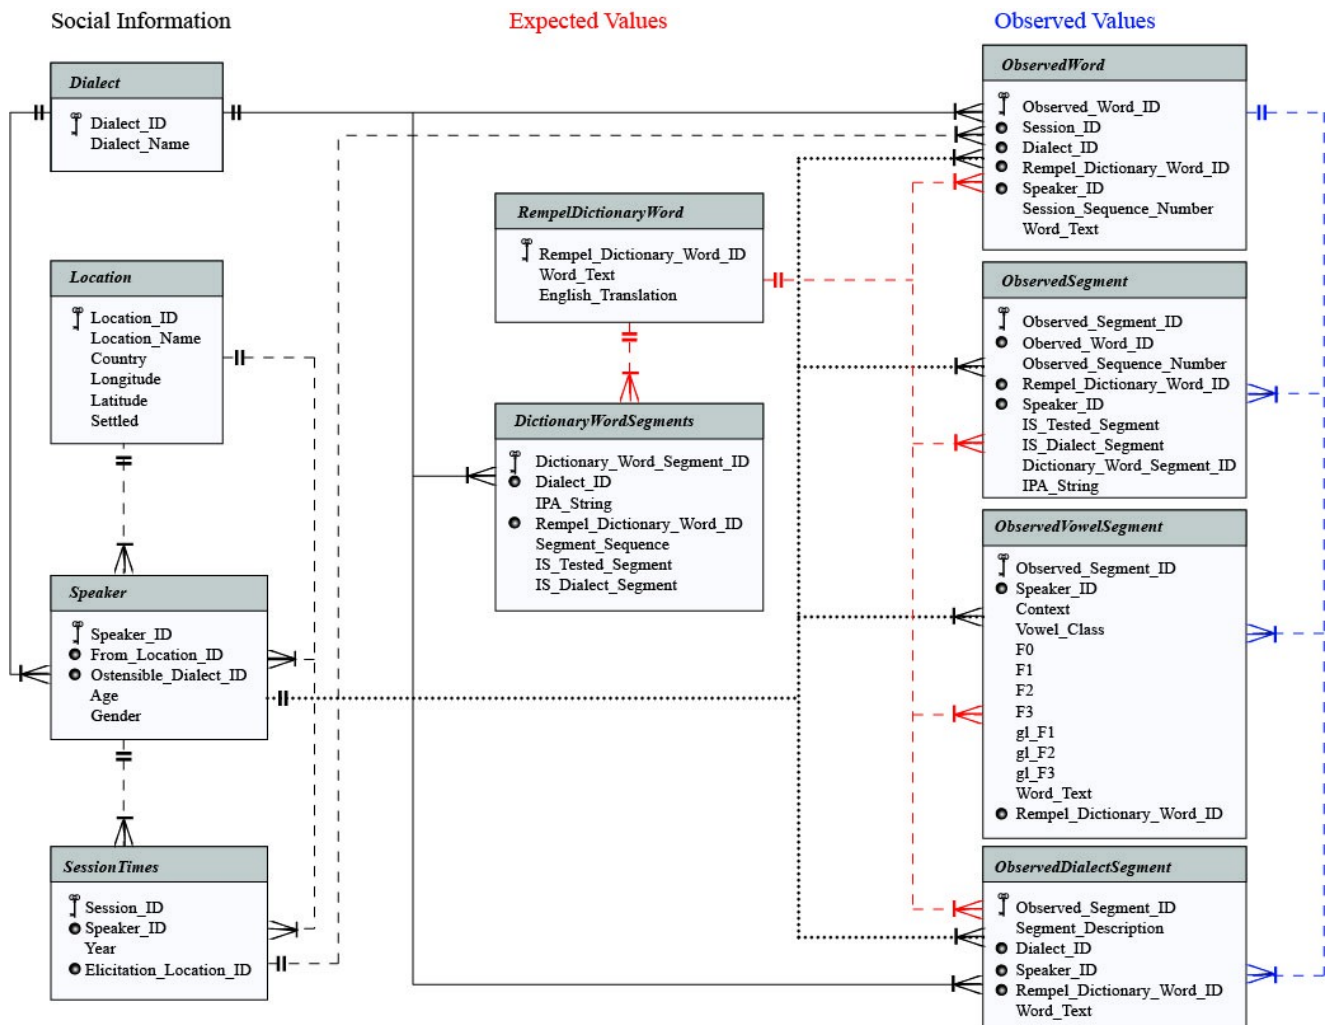 Social Information
Expected Values
Observed Values
Dialect
Dialect_ID
Dialect_Name
Location
Location_ID
Location_Name
Country
Longitude
Latitude
Settled
Speaker
Speaker_ID
From_Location_ID
Ostensible_Dialect_ID
Age
Gender
SessionTimes
Session_ID
Speaker_ID
Year
Elicitation_Location_ID
RempelDictionaryWord
Rempel_Dictionary_Word_ID
Word_Text
English_Translation
DictionaryWordSegments
Dictionary_Word_Segment_ID
Dialect_ID
IPA_String
Rempel_Dictionary_Word_ID
Segment_Sequence
IS_Tested_Segment
IS_Dialect_Segment
ObservedWord
Observed_Word_ID
Session_ID
Dialect_ID
Rempel_Dictionary_Word_ID
Speaker_ID
Session_Sequence_Number
Word_Text
ObservedSegment
Observed_Segment_ID
Oberved_Word_ID
Observed_Sequence_Number
Rempel_Dictionary_Word_ID
Speaker_ID
IS_Tested_Segment
IS_Dialect_Segment
Dictionary_Word_Segment_ID
IPA_String
ObservedVowelSegment
Observed_Segment_ID
Speaker_ID
Context
Vowel_Class
F0
F1
F2
F3
gl_F1
gl_F2
gl_F3
Word_Text
Rempel_Dictionary_Word_ID
ObservedDialectSegment
Observed_Segment_ID
Segment_Description
Dialect_ID
Speaker_ID
Rempel_Dictionary_Word_ID
Word_Text